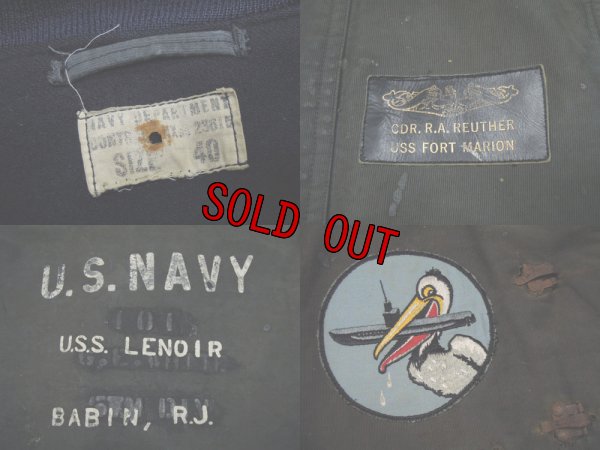 NAVY DEPARTMENT
SIZE 40
CDR. R.A. REUTHER
USS FORT MARION
SOLD OUT
U.S. NAVY
U.S.S. LENOIR
BABIN, R.J.